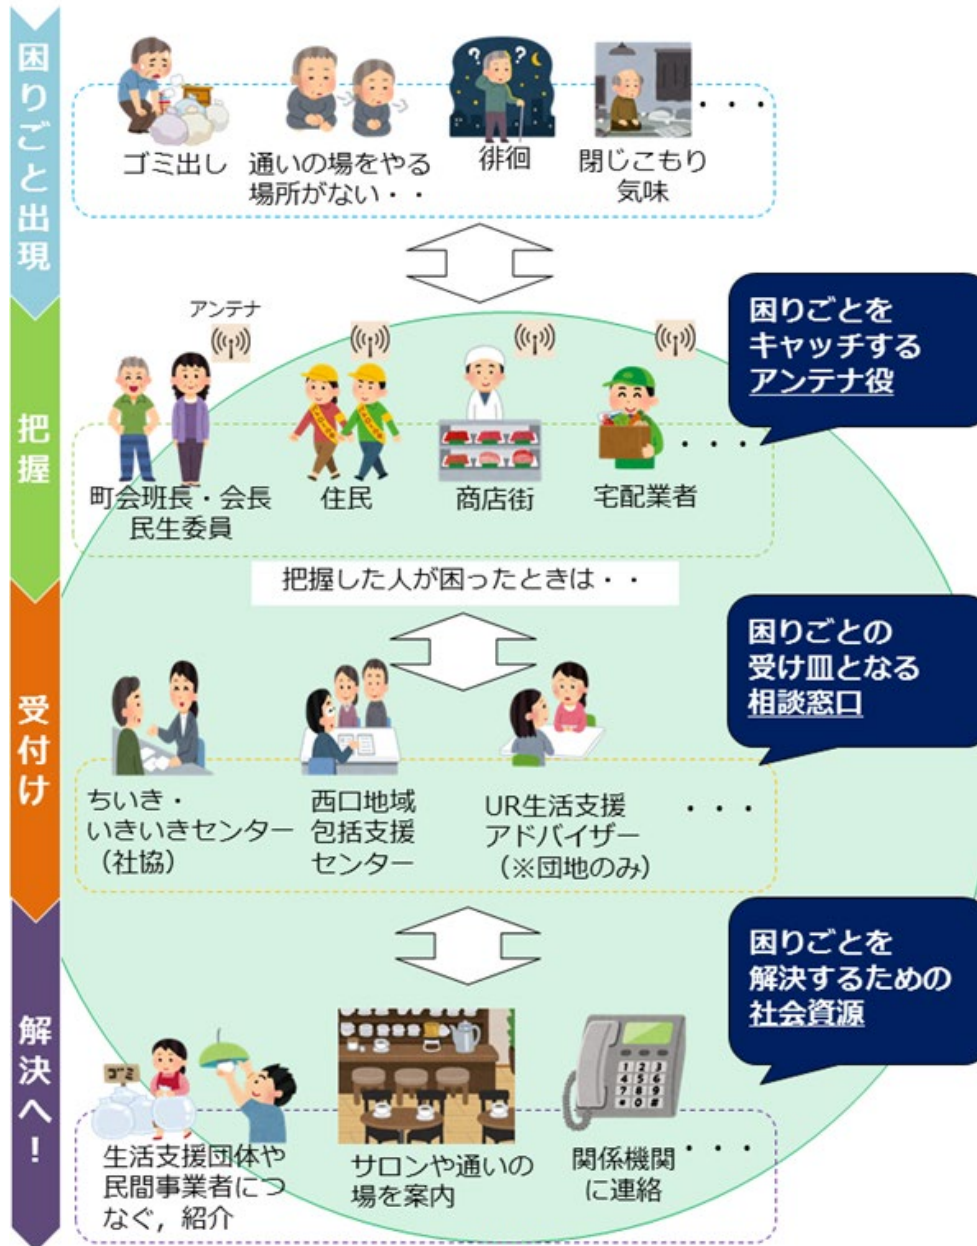 困りごと出現
? ?
ゴミ出し
通いの場をやる
場所がない・・
徘徊
閉じこもり
気味
・・・
把握
アンテナ
困りごとを
キャッチする
アンテナ役
町会班長・会長
民生委員
住民
商店街
宅配業者
・・・
把握した人が困ったときは・・
受付け
困りごとの
受け皿となる
相談窓口
ちいき・
いきいきセンター
（社協）
西口地域
包括支援
センター
UR生活支援
アドバイザー
（※団地のみ）
・・・
解決へ！
困りごとを
解決するための
社会資源
ゴミ
1 2 3
4 5 6
7 8 9
* 0 #
生活支援団体や
民間事業者につ
なぐ，紹介
サロンや通いの
場を案内
関係機関
に連絡
・・・